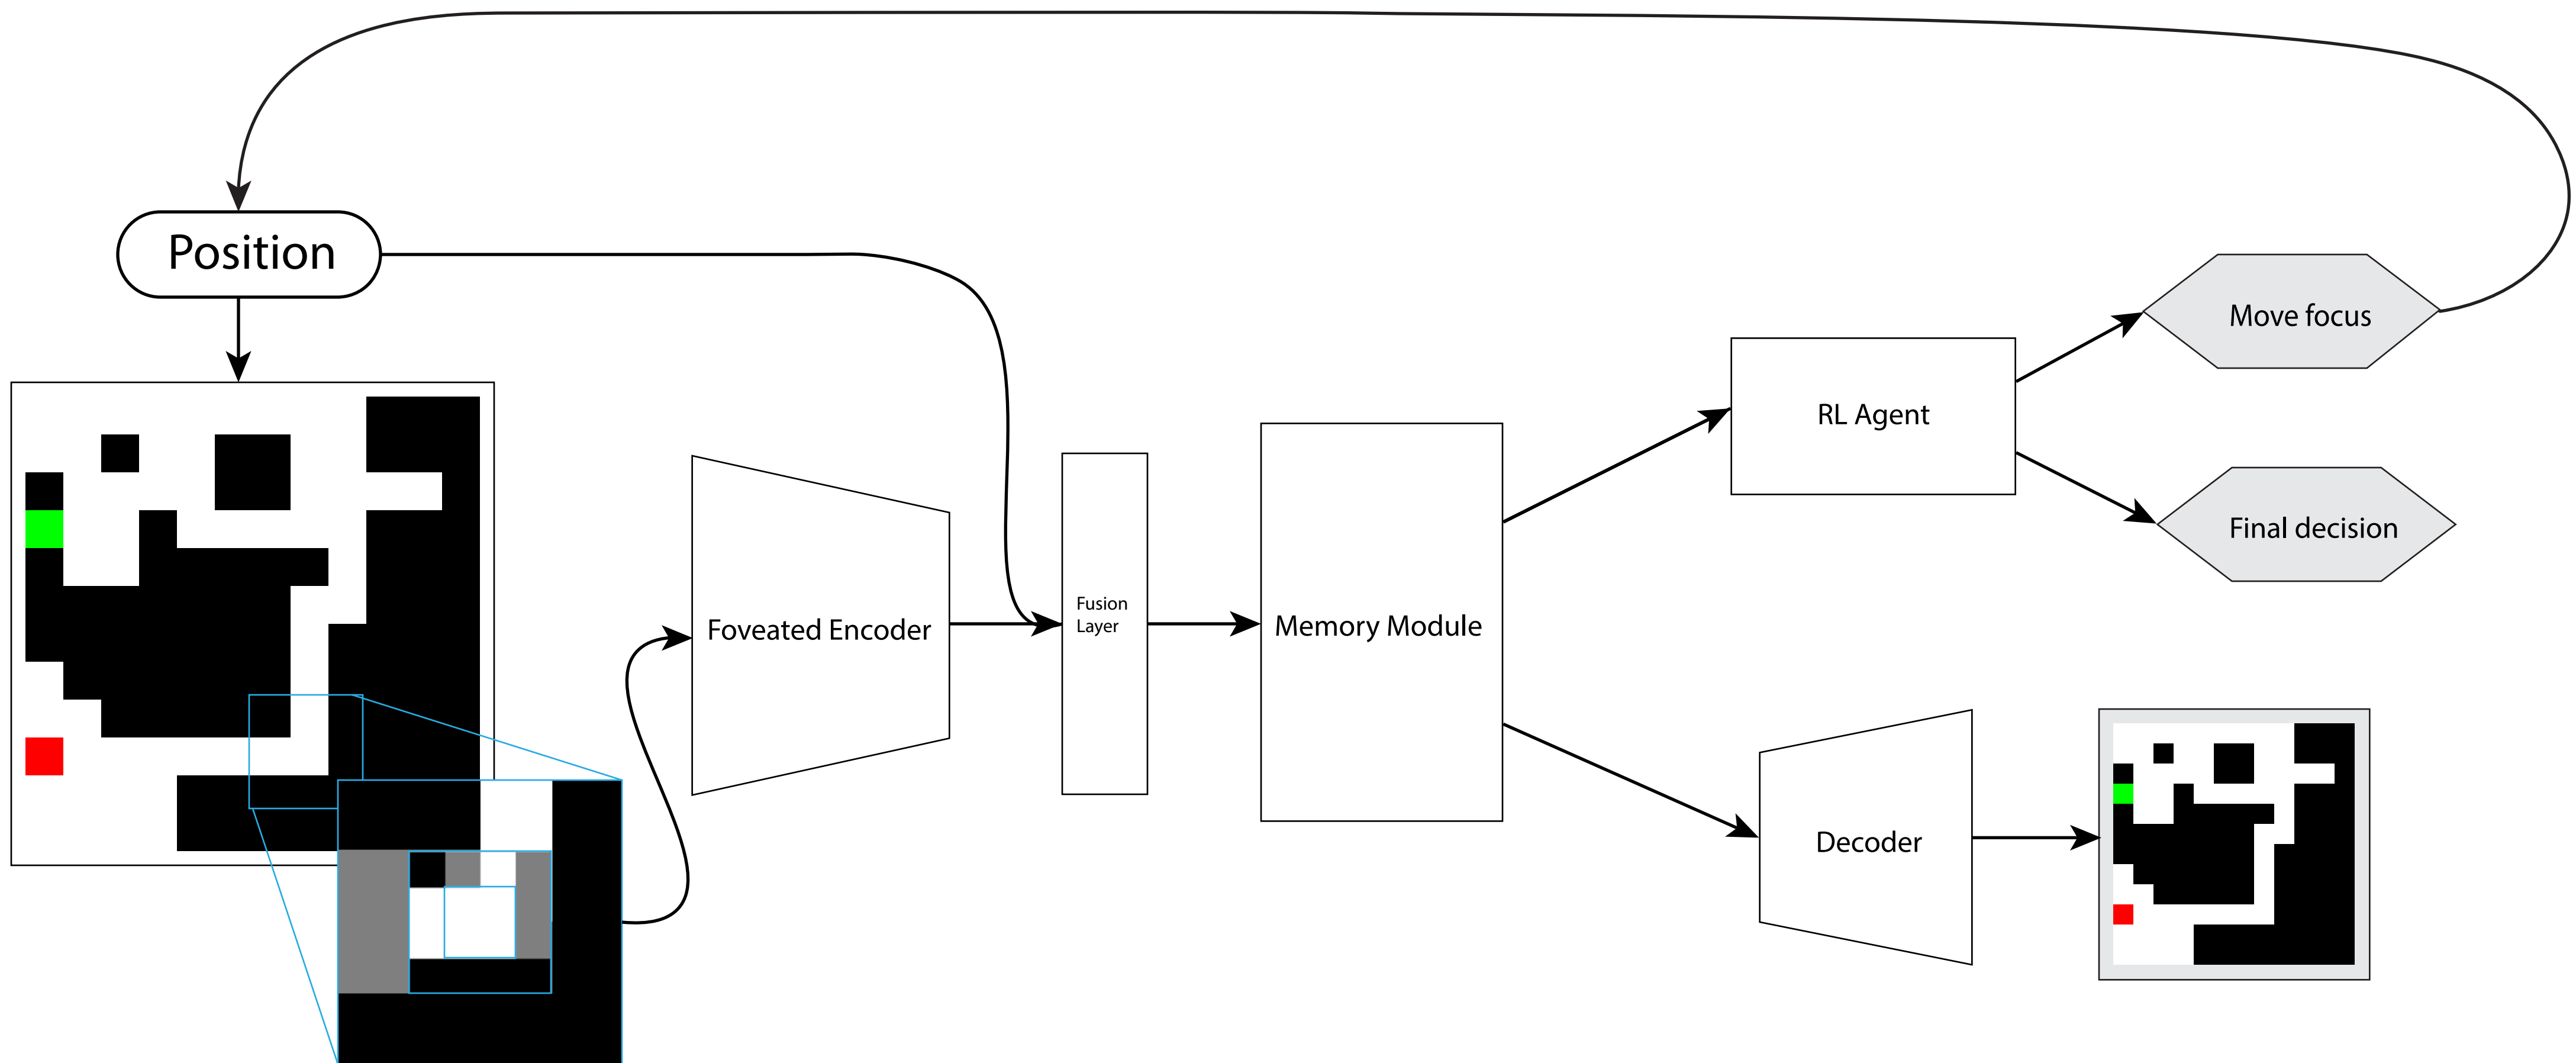 Position
Move focus
RL Agent
Final decision
Foveated Encoder
Fusion
Layer
Memory Module
Decoder